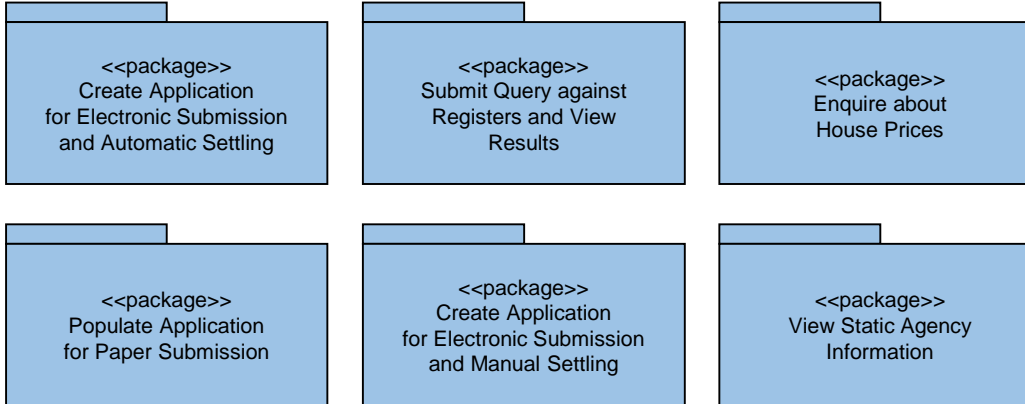 <<package>>
Create Application
for Electronic Submission
and Automatic Settling
<<package>>
Submit Query against
Registers and View
Results
<<package>>
Enquire about
House Prices
<<package>>
Populate Application
for Paper Submission
<<package>>
Create Application
for Electronic Submission
and Manual Settling
<<package>>
View Static Agency
Information